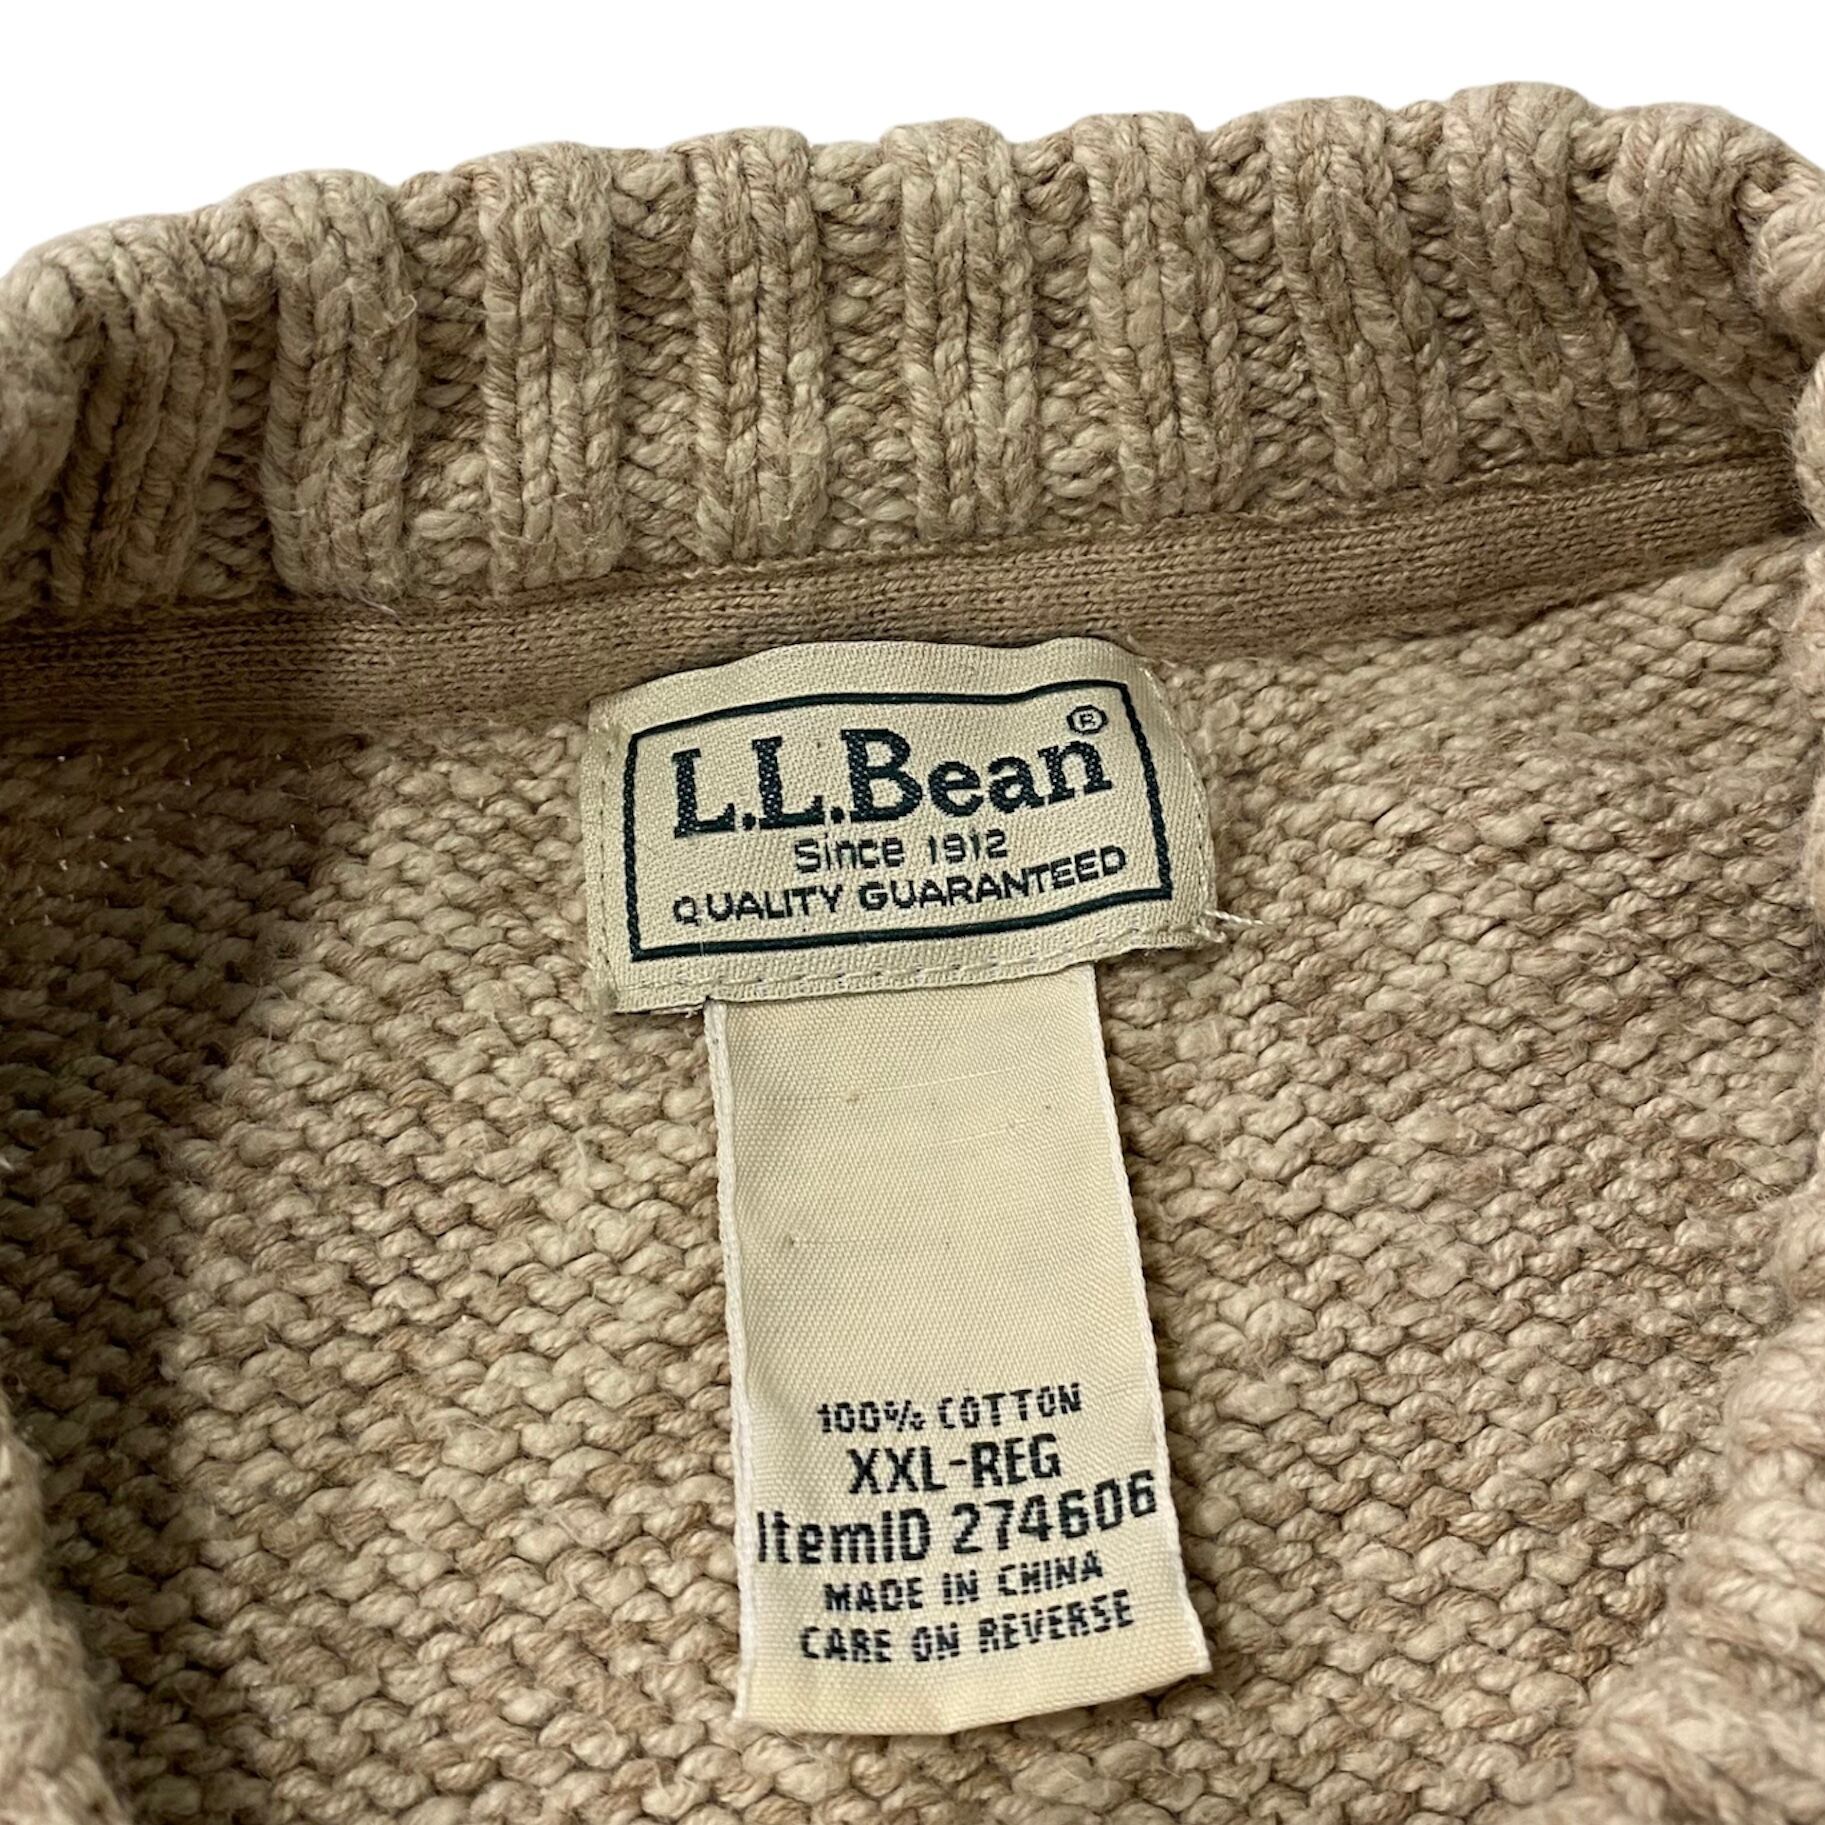 L.L.Bean®
Since 1912
QUALITY GUARANTEED
100% COTTON
XXL-REG
ItemID 274606
MADE IN CHINA
CARE ON REVERSE